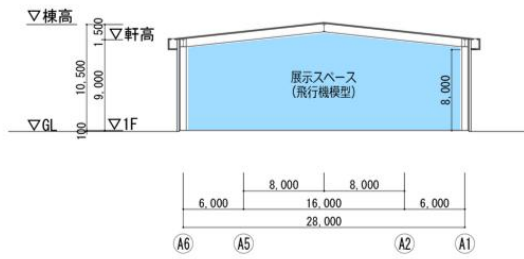 ▽棟高
1,500
▽軒高
10,500
9,000
展示スペース
(飛行機模型)
8,000
▽GL
100
▽1F
8,000
8,000
6,000
16,000
6,000
28,000
A6
A5
A2
A1